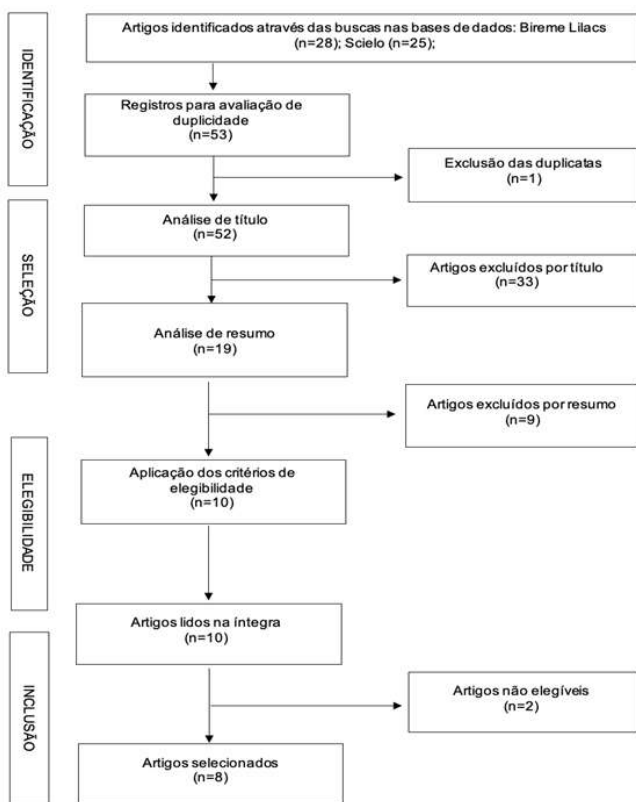 IDENTIFICAÇÃO
Artigos identificados através das buscas nas bases de dados: Bireme Lilacs
(n=28); Scielo (n=25);
Registros para avaliação de
duplicidade
(n=53)
Exclusão das duplicatas
(n=1)
SELEÇÃO
Análise de título
(n=52)
Artigos excluídos por título
(n=33)
Análise de resumo
(n=19)
Artigos excluídos por resumo
(n=9)
ELEGIBILIDADE
Aplicação dos critérios de
elegibilidade
(n=10)
Artigos lidos na íntegra
(n=10)
INCLUSÃO
Artigos não elegíveis
(n=2)
Artigos selecionados
(n=8)